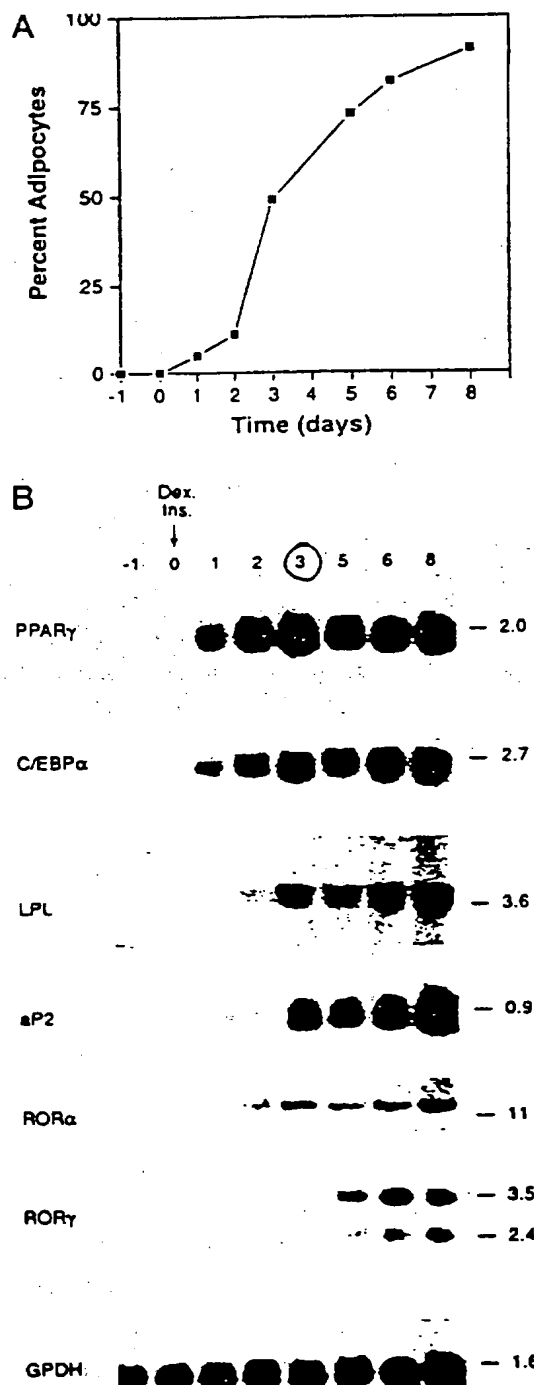 A
100
75
50
25
0
Percent Adipocytes
-1 0 1 2 3 4 5 6 7 8
Time (days)
B
Dex.
Ins.
-1 0 1 2 3 5 6 8
PPARγ – 2.0
C/EBPα – 2.7
LPL – 3.6
aP2 – 0.9
RORα – 11
RORγ – 3.5
– 2.4
GPDH – 1.6